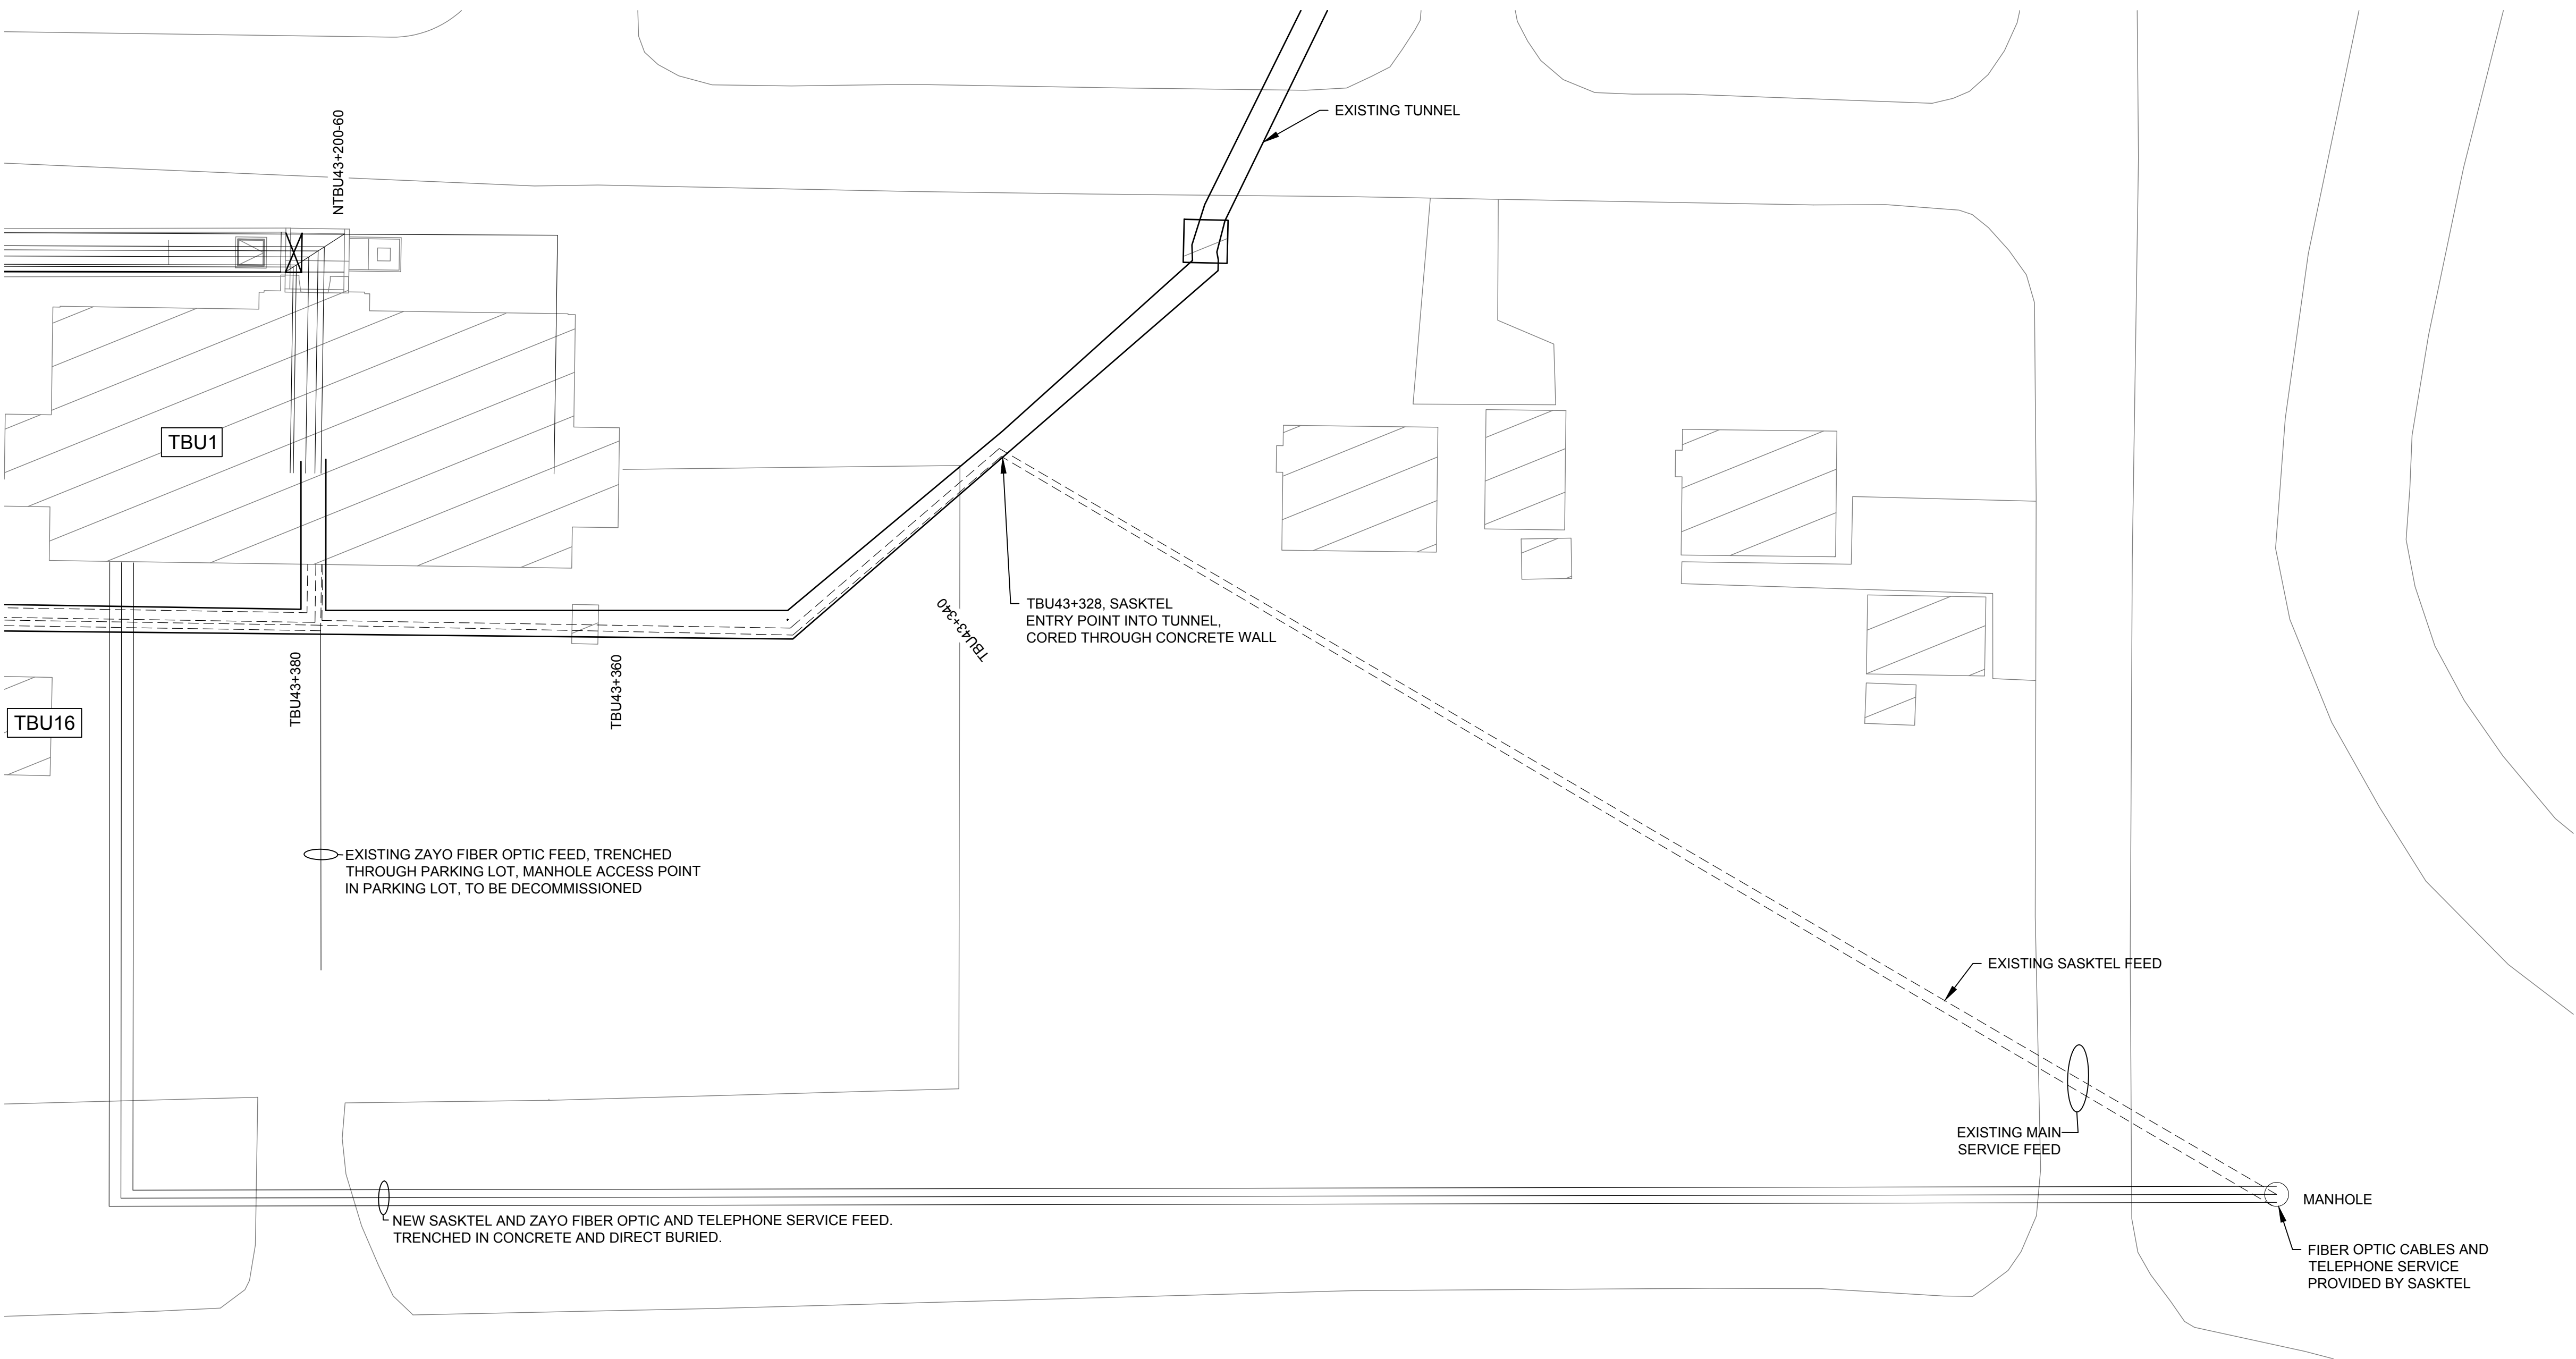 EXISTING TUNNEL
NTBU43+200-60
TBU1
TBU43+328, SASKTEL
ENTRY POINT INTO TUNNEL,
CORED THROUGH CONCRETE WALL
TBU43+340
TBU43+380
TBU43+360
TBU16
EXISTING ZAYO FIBER OPTIC FEED, TRENCHED
THROUGH PARKING LOT, MANHOLE ACCESS POINT
IN PARKING LOT, TO BE DECOMMISSIONED
EXISTING SASKTEL FEED
EXISTING MAIN
SERVICE FEED
MANHOLE
NEW SASKTEL AND ZAYO FIBER OPTIC AND TELEPHONE SERVICE FEED.
TRENCHED IN CONCRETE AND DIRECT BURIED.
FIBER OPTIC CABLES AND
TELEPHONE SERVICE
PROVIDED BY SASKTEL